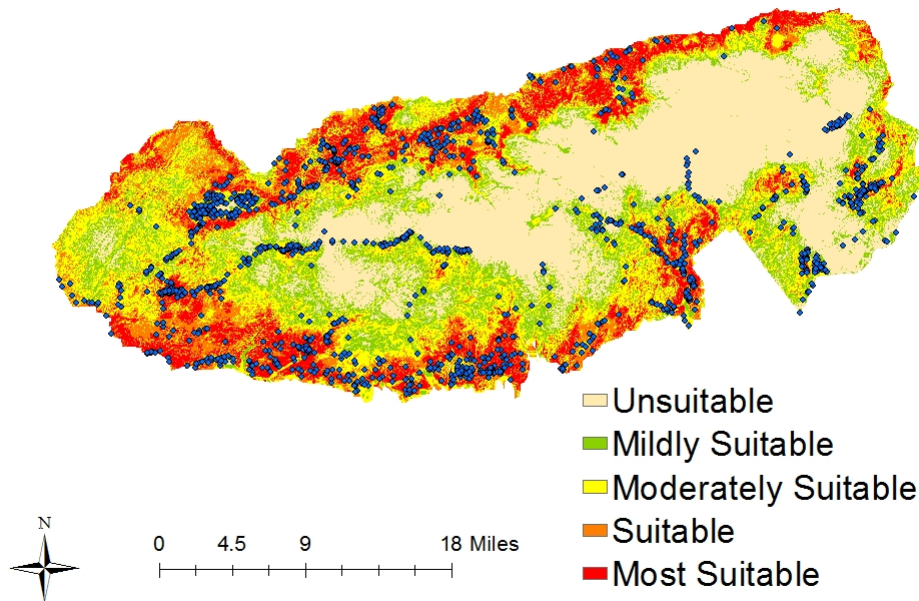 Unsuitable
Mildly Suitable
Moderately Suitable
Suitable
Most Suitable
N
0 4.5 9 18 Miles